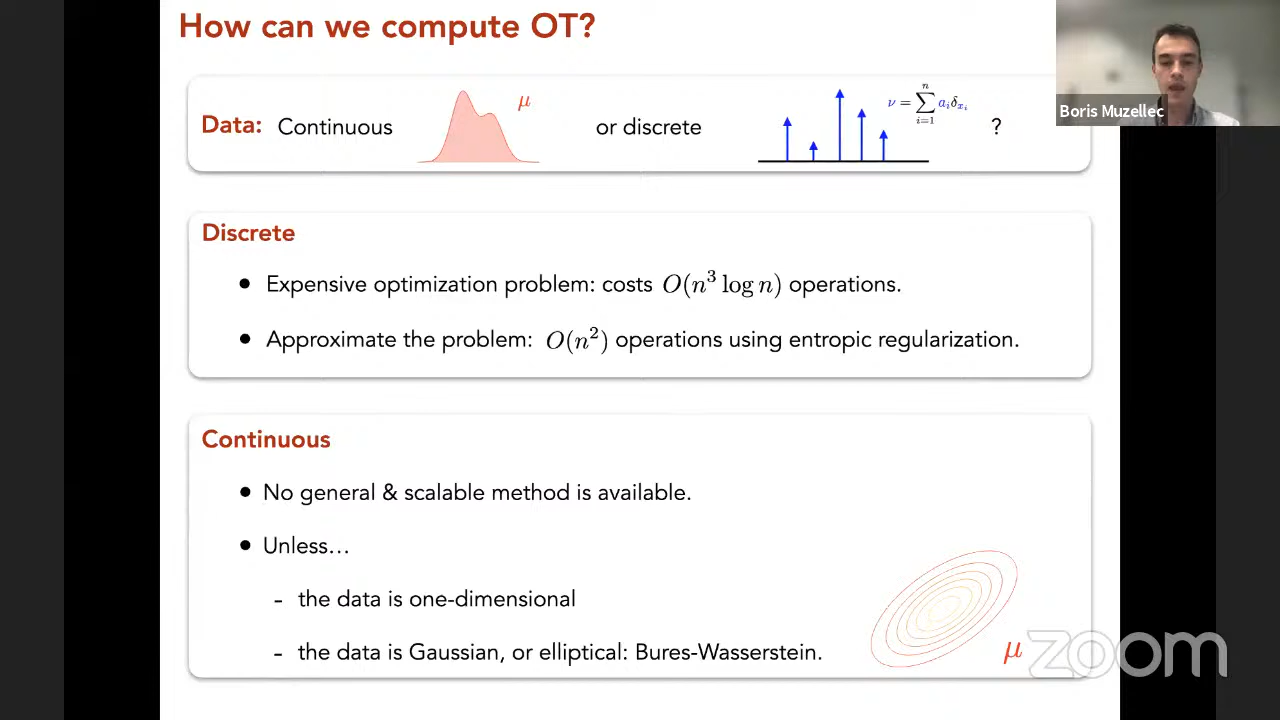 How can we compute OT?
Data: Continuous μ or discrete ν = ∑_{i=1}^{n} a_i δ_{x_i} ?
Boris Muzellec
Discrete
• Expensive optimization problem: costs O(n³ log n) operations.
• Approximate the problem: O(n²) operations using entropic regularization.
Continuous
• No general & scalable method is available.
• Unless…
- the data is one-dimensional
- the data is Gaussian, or elliptical: Bures-Wasserstein.
μ
zoom